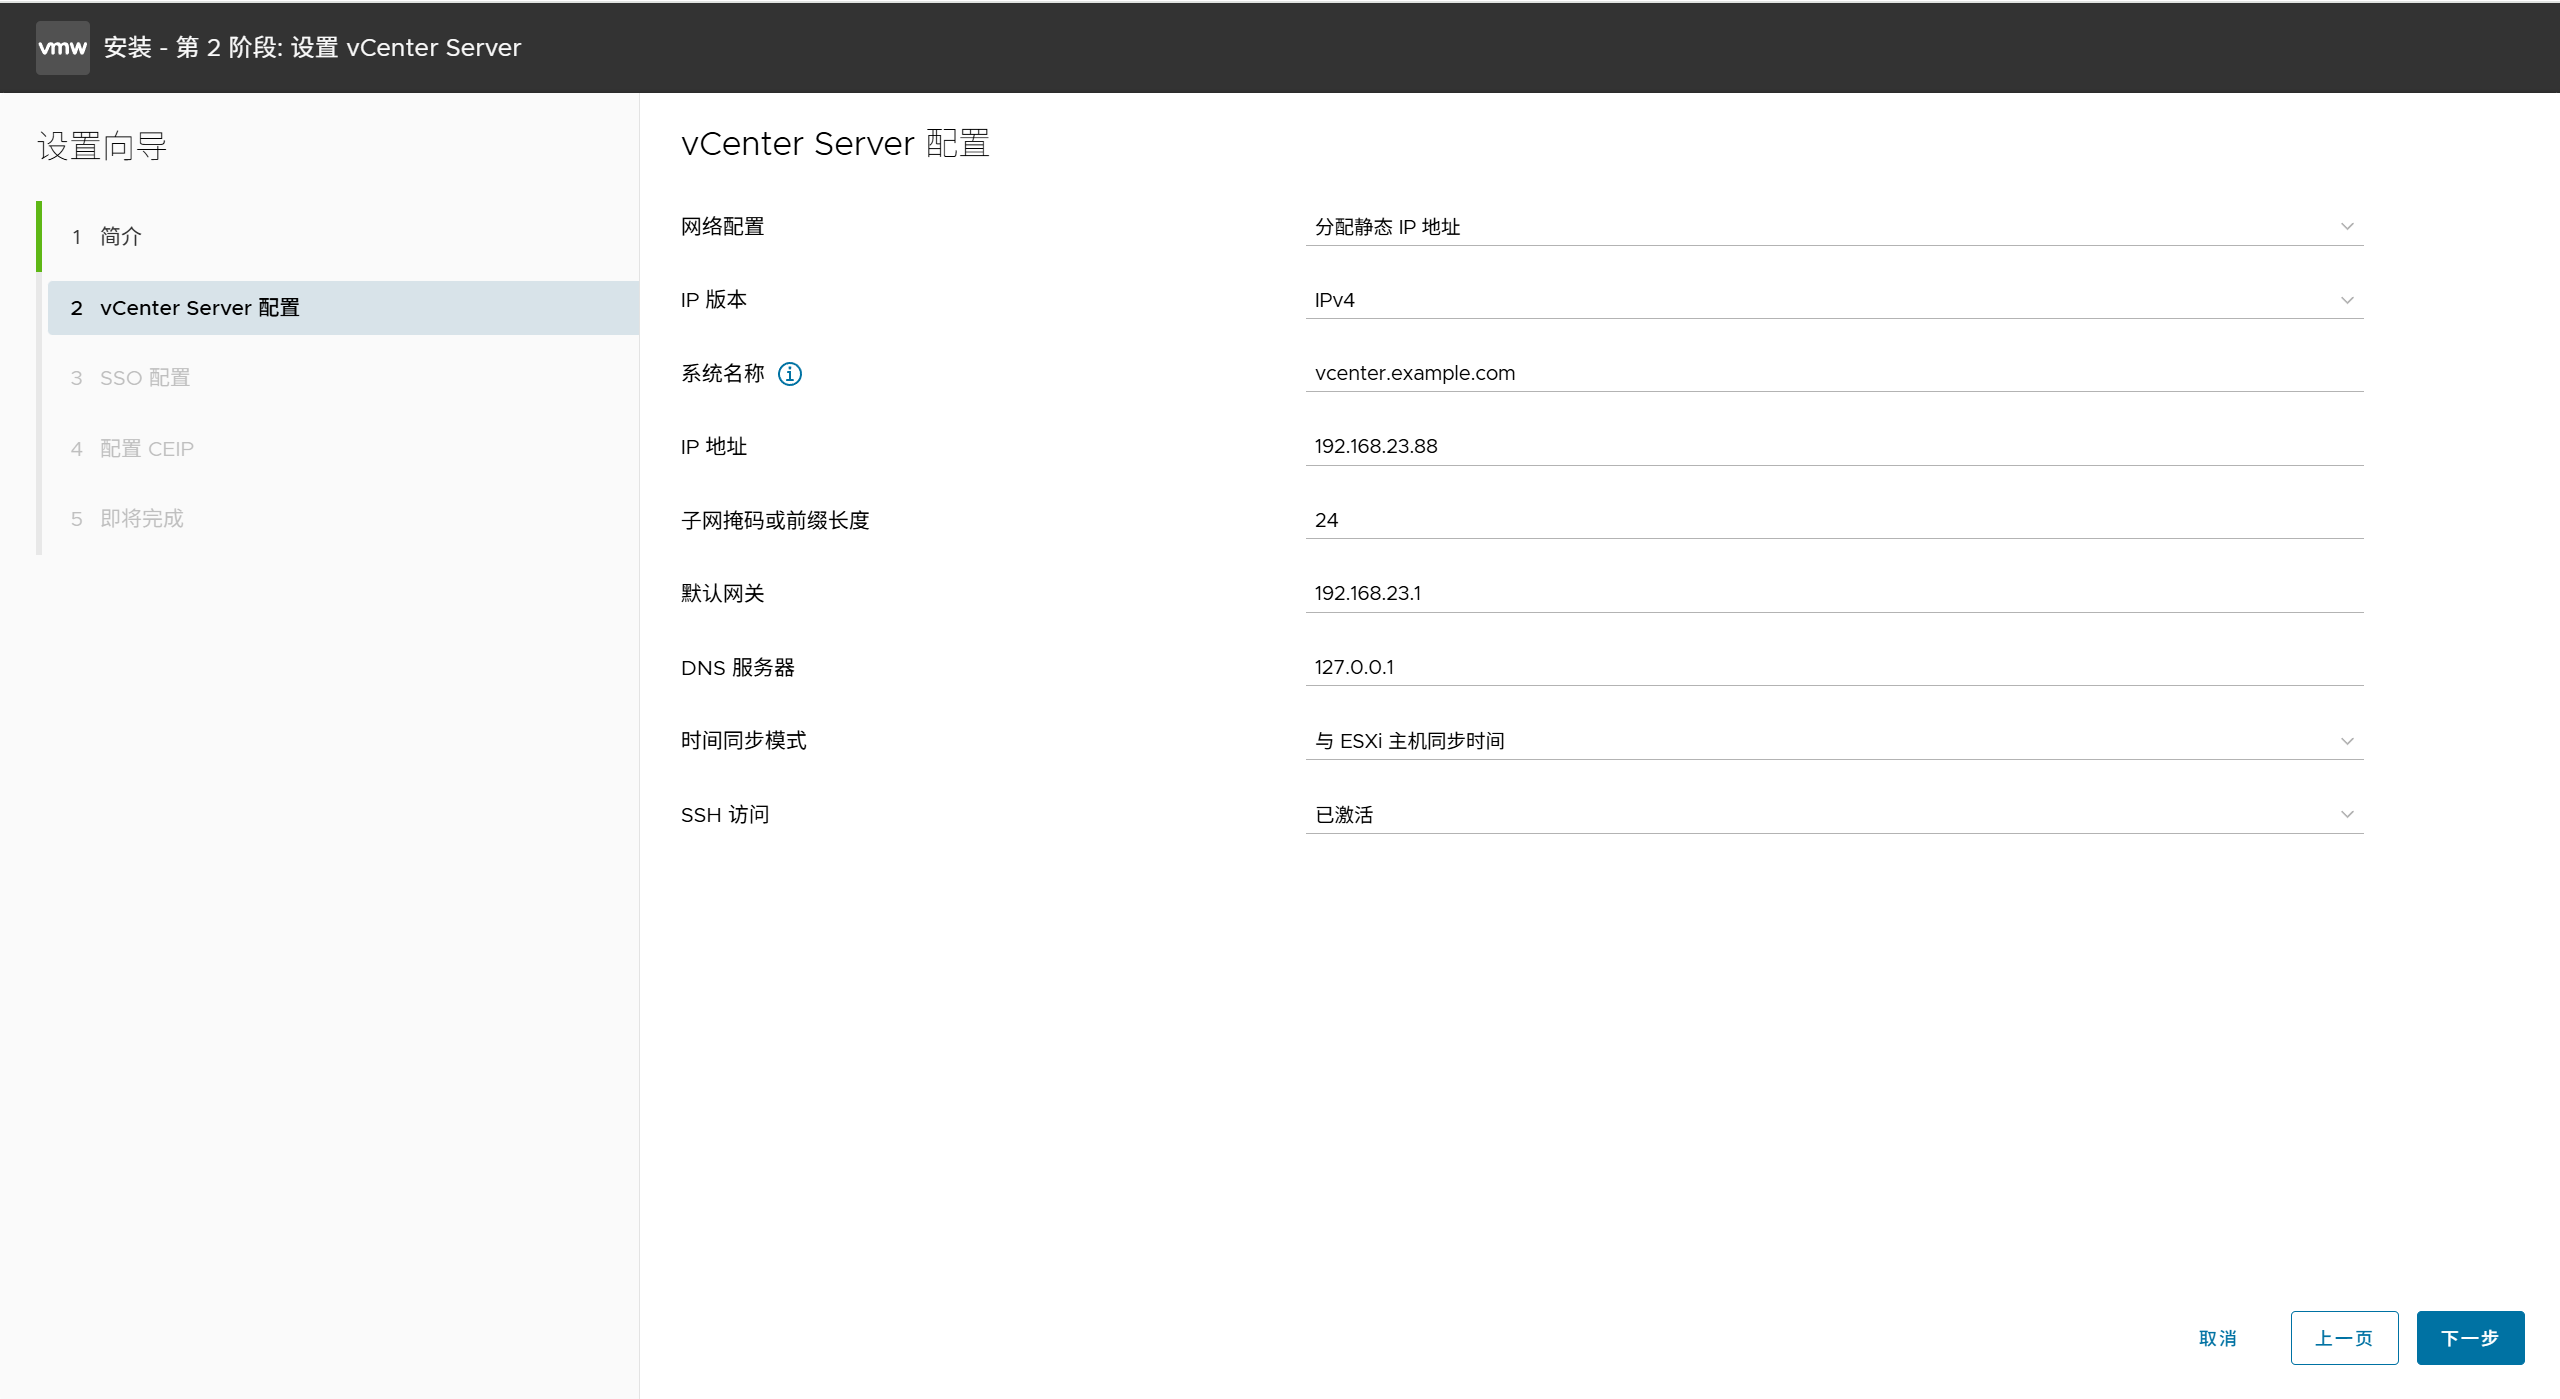 vmw 安装 - 第 2 阶段: 设置 vCenter Server
设置向导
1 简介
2 vCenter Server 配置
3 SSO 配置
4 配置 CEIP
5 即将完成
vCenter Server 配置
网络配置 分配静态 IP 地址
IP 版本 IPv4
系统名称 vcenter.example.com
IP 地址 192.168.23.88
子网掩码或前缀长度 24
默认网关 192.168.23.1
DNS 服务器 127.0.0.1
时间同步模式 与 ESXi 主机同步时间
SSH 访问 已激活
取消 上一页 下一步